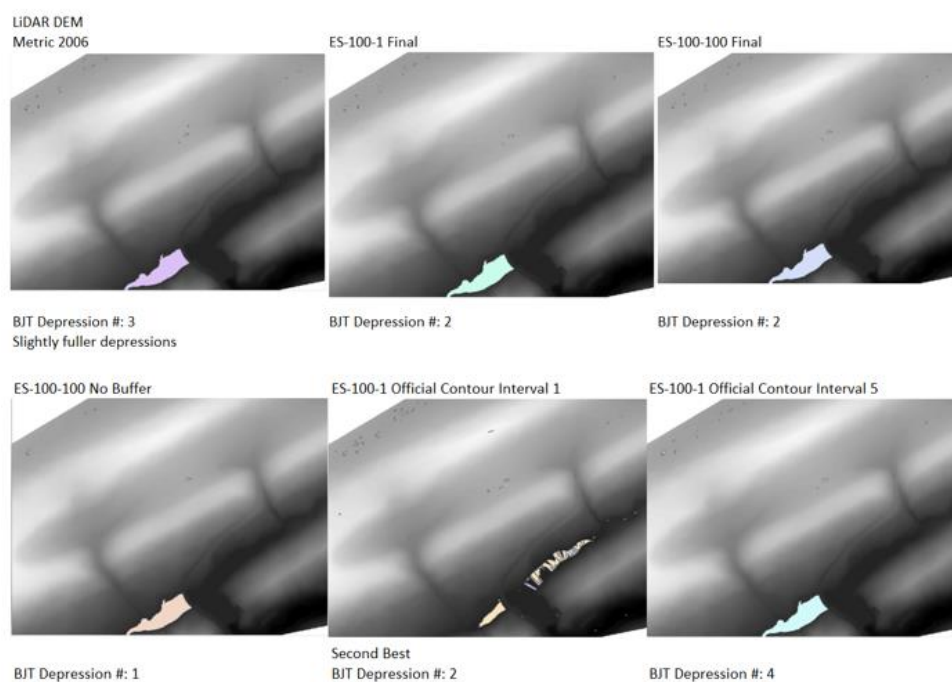 LiDAR DEM
Metric 2006
ES-100-1 Final
ES-100-100 Final
BJT Depression #: 3
Slightly fuller depressions
BJT Depression #: 2
BJT Depression #: 2
ES-100-100 No Buffer
ES-100-1 Official Contour Interval 1
ES-100-1 Official Contour Interval 5
BJT Depression #: 1
Second Best
BJT Depression #: 2
BJT Depression #: 4